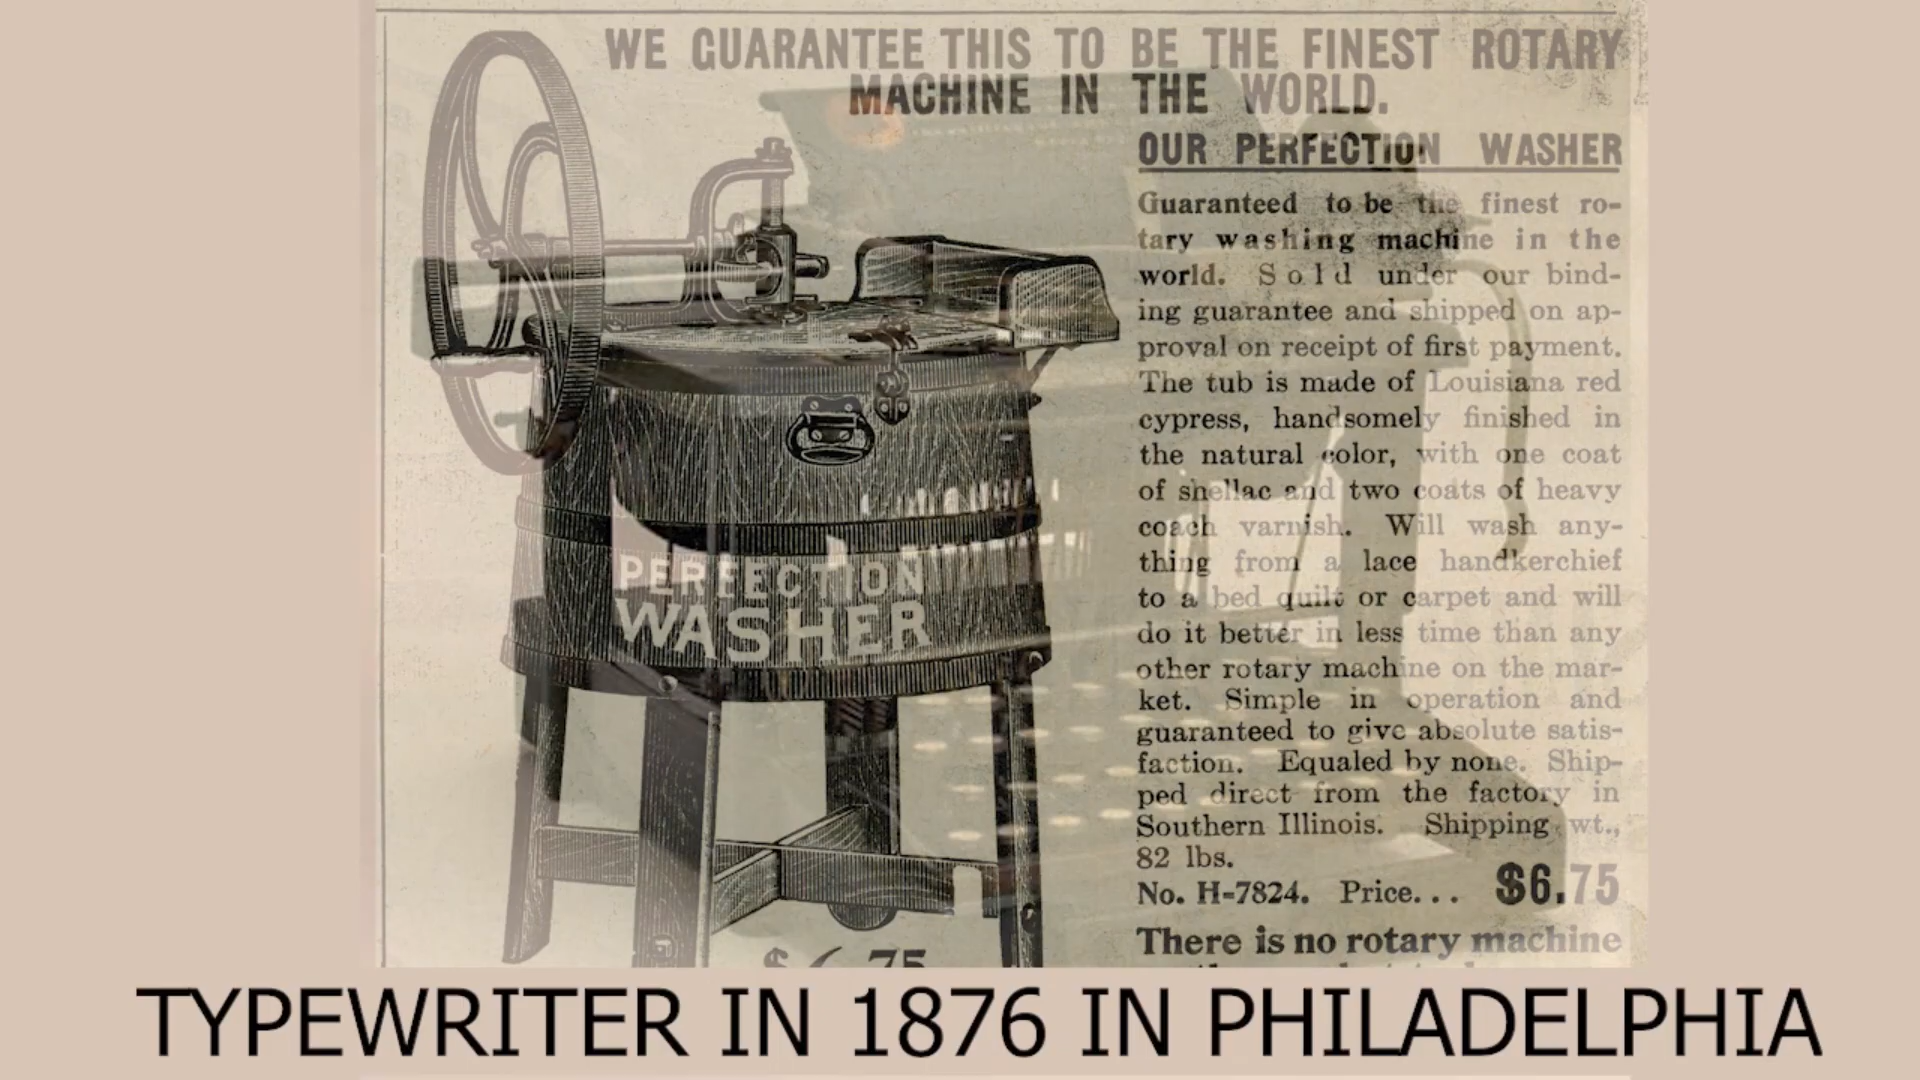 WE GUARANTEE THIS TO BE THE FINEST ROTARY
MACHINE IN THE WORLD.
OUR PERFECTION WASHER
Guaranteed to be the finest ro-
tary washing machine in the
world. Sold under our bind-
ing guarantee and shipped on ap-
proval on receipt of first payment.
The tub is made of Louisiana red
cypress, handsomely finished in
the natural color, with one coat
of shellac and two coats of heavy
coach varnish. Will wash any-
thing from a lace handkerchief
to a bed quilt or carpet and will
do it better in less time than any
other rotary machine on the mar-
ket. Simple in operation and
guaranteed to give absolute satis-
faction. Equaled by none. Ship-
ped direct from the factory in
Southern Illinois. Shipping wt.,
82 lbs.
No. H-7824. Price... $6.75
There is no rotary machine
PERFECTION
WASHER
$6.75
TYPEWRITER IN 1876 IN PHILADELPHIA